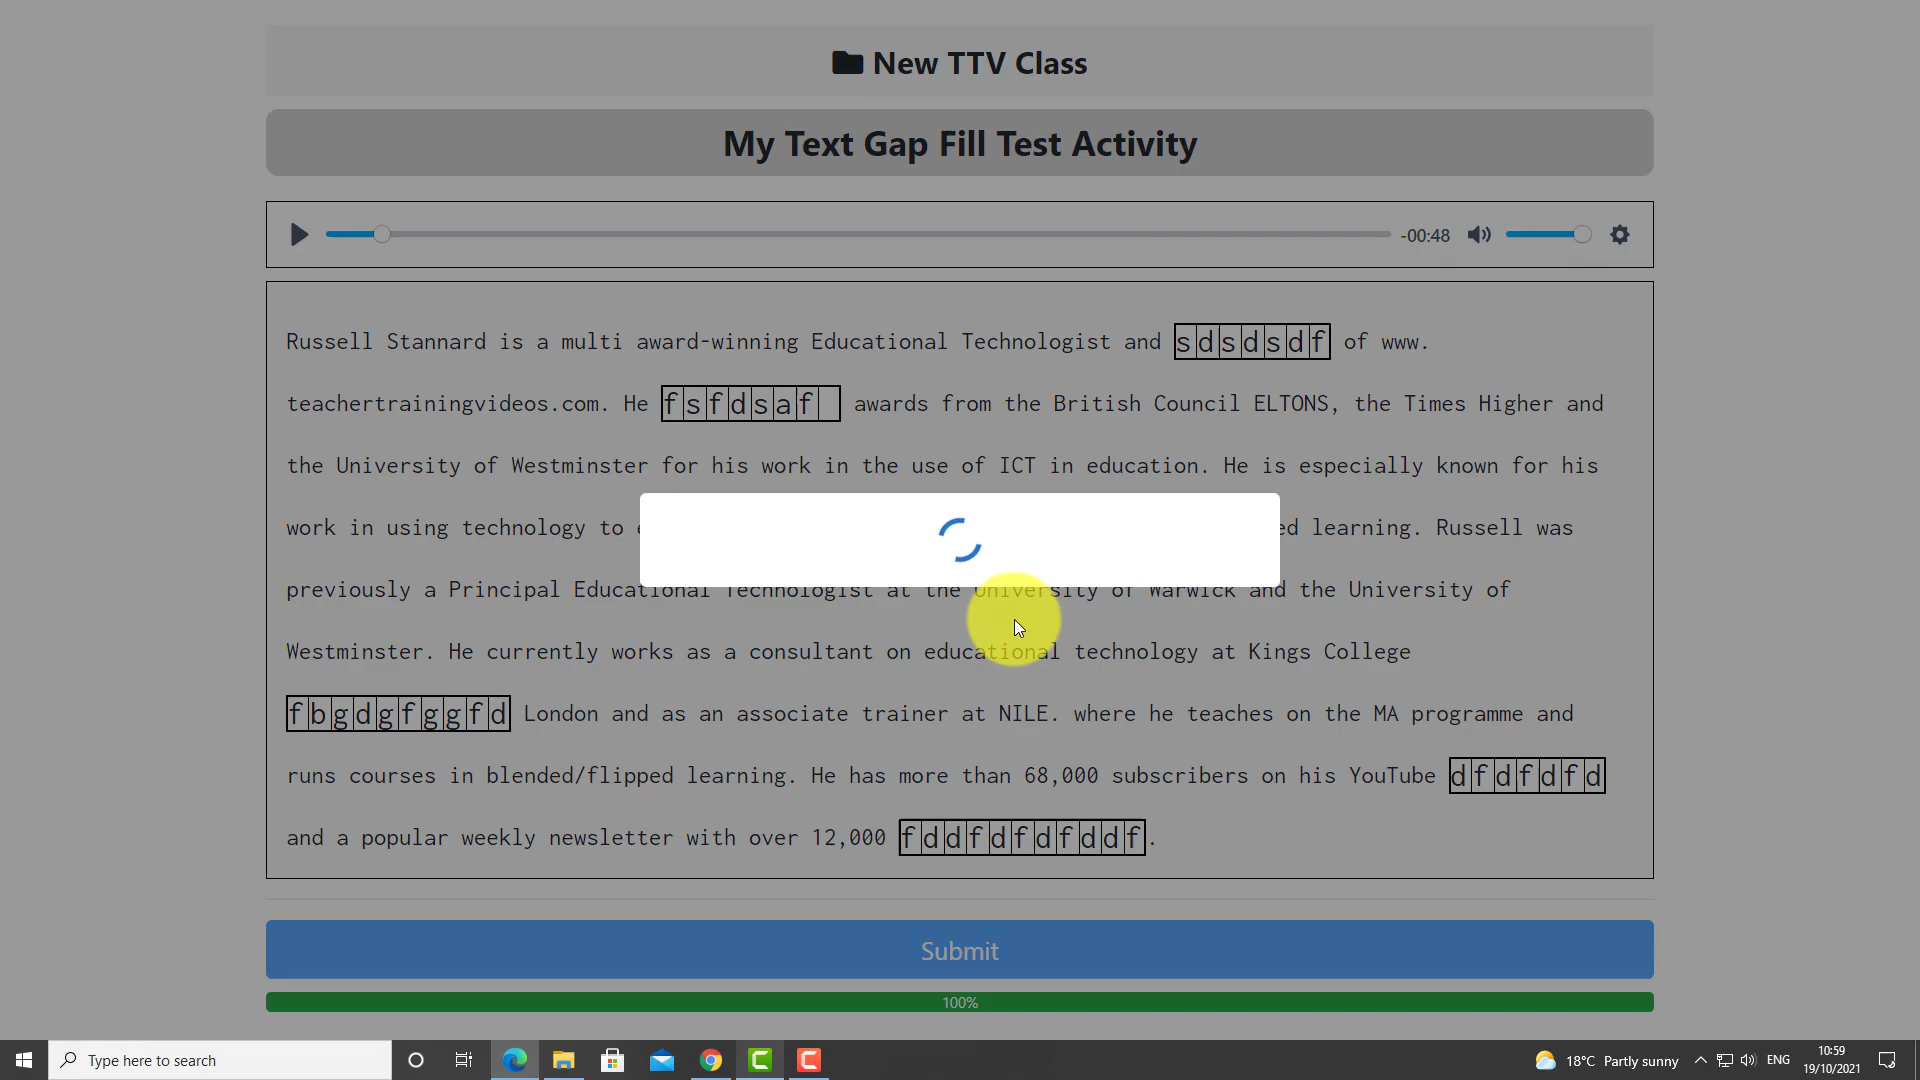 New TTV Class
My Text Gap Fill Test Activity
-00:48
Russell Stannard is a multi award-winning Educational Technologist and sdsdsdf of www.
teachertrainingvideos.com. He fsfdsaf awards from the British Council ELTONS, the Times Higher and
the University of Westminster for his work in the use of ICT in education. He is especially known for his
work in using technology to ed learning. Russell was
previously a Principal Educational Technologist at the University of Warwick and the University of
Westminster. He currently works as a consultant on educational technology at Kings College
fbgdgfggfd London and as an associate trainer at NILE. where he teaches on the MA programme and
runs courses in blended/flipped learning. He has more than 68,000 subscribers on his YouTube dfdfdfd
and a popular weekly newsletter with over 12,000 fddfdfdfddf.
Submit
100%
Type here to search
18°C Partly sunny
ENG
10:59
19/10/2021